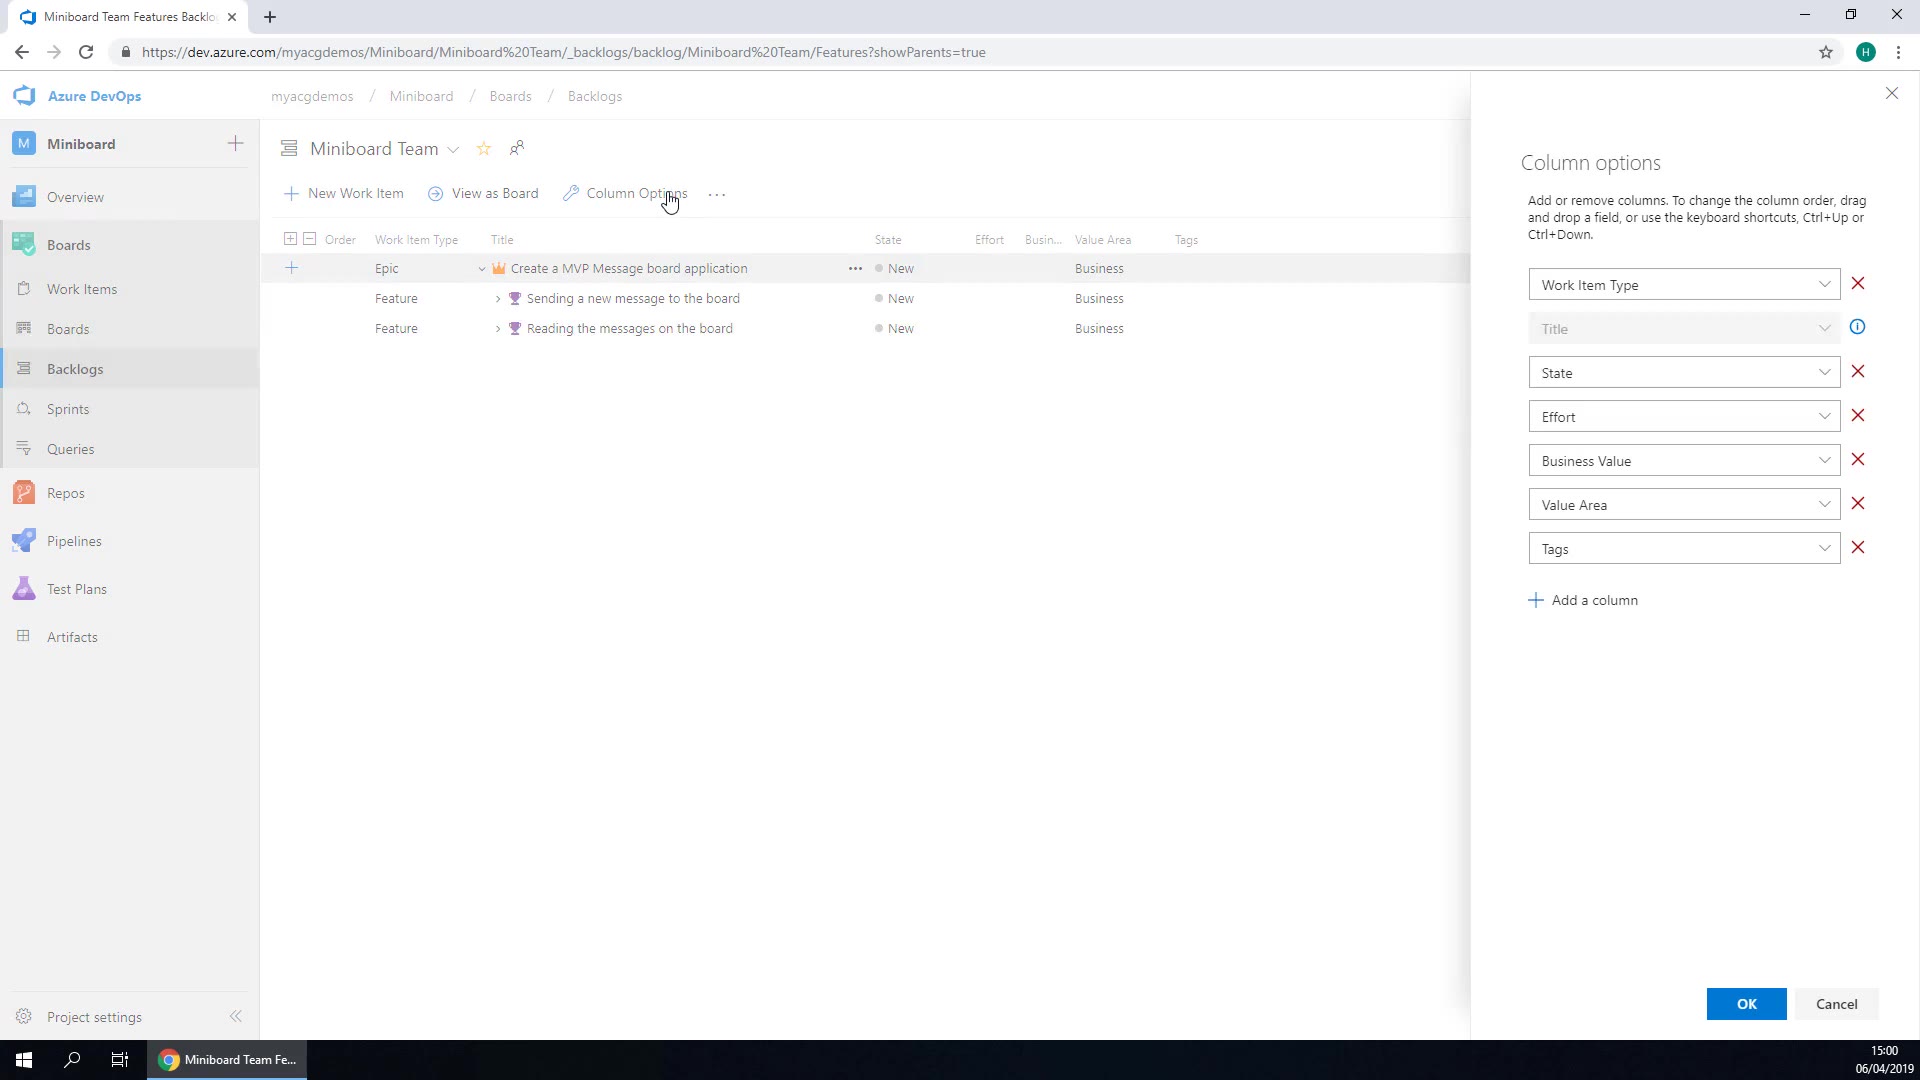 Miniboard Team Features Backlo
https://dev.azure.com/myacgdemos/Miniboard/Miniboard%20Team/_backlogs/backlog/Miniboard%20Team/Features?showParents=true
H
Azure DevOps
myacgdemos / Miniboard / Boards / Backlogs
M Miniboard
Overview
Boards
Work Items
Boards
Backlogs
Sprints
Queries
Repos
Pipelines
Test Plans
Artifacts
Project settings
Miniboard Team
New Work Item View as Board Column Options ...
Order Work Item Type Title State Effort Busin... Value Area Tags
Epic Create a MVP Message board application ... New Business
Feature Sending a new message to the board New Business
Feature Reading the messages on the board New Business
Column options
Add or remove columns. To change the column order, drag
and drop a field, or use the keyboard shortcuts, Ctrl+Up or
Ctrl+Down.
Work Item Type
Title
State
Effort
Business Value
Value Area
Tags
Add a column
OK Cancel
Miniboard Team Fe...
15:00
06/04/2019